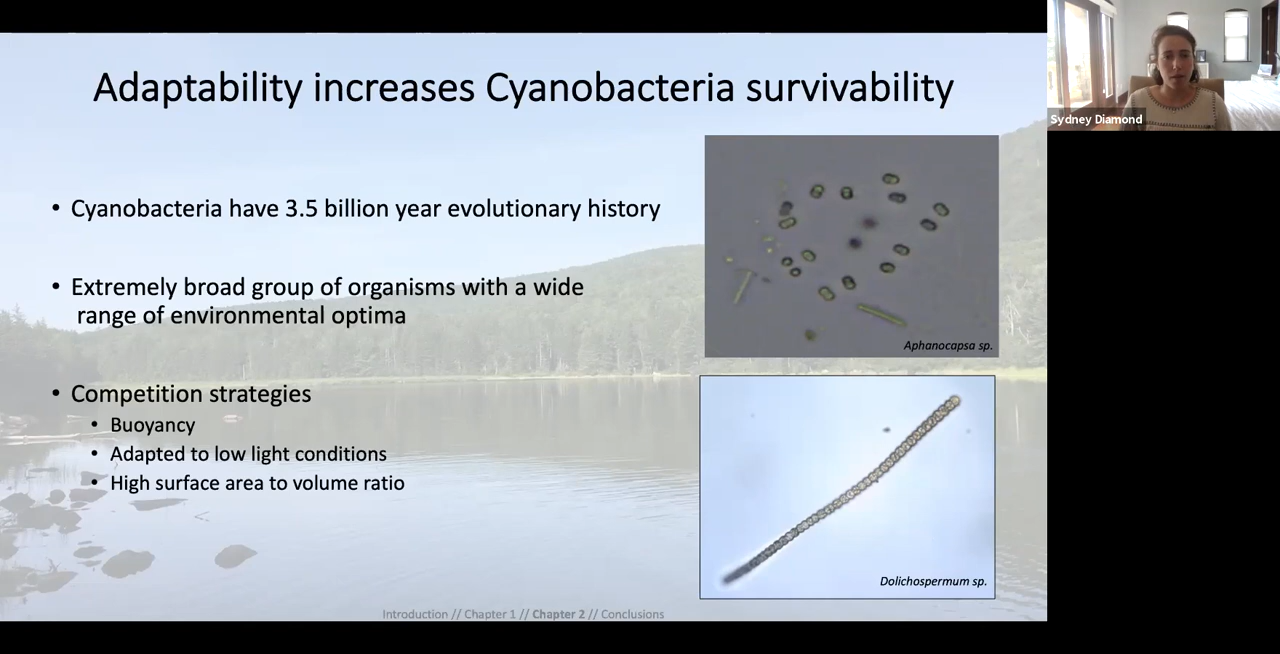 Adaptability increases Cyanobacteria survivability
Sydney Diamond
• Cyanobacteria have 3.5 billion year evolutionary history
• Extremely broad group of organisms with a wide
range of environmental optima
Aphanocapsa sp.
• Competition strategies
• Buoyancy
• Adapted to low light conditions
• High surface area to volume ratio
Dolichospermum sp.
Introduction // Chapter 1 // Chapter 2 // Conclusions